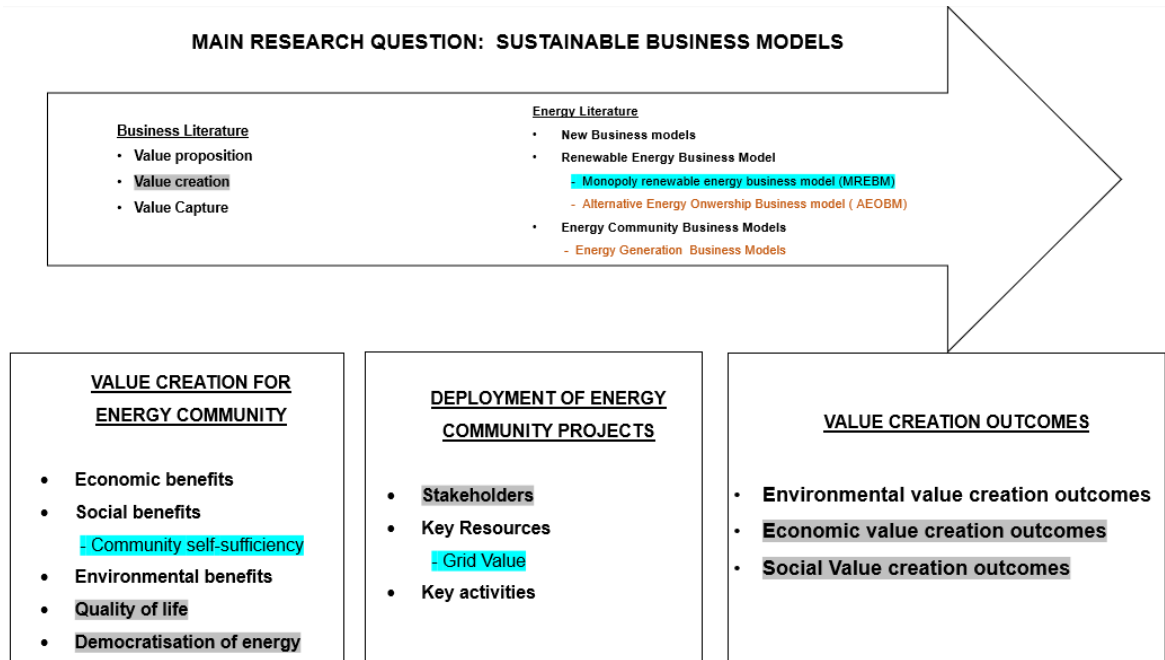 MAIN RESEARCH QUESTION: SUSTAINABLE BUSINESS MODELS
Business Literature
• Value proposition
• Value creation
• Value Capture
Energy Literature
• New Business models
• Renewable Energy Business Model
- Monopoly renewable energy business model (MREBM)
- Alternative Energy Onwership Business model ( AEOBM)
• Energy Community Business Models
- Energy Generation Business Models
VALUE CREATION FOR
ENERGY COMMUNITY
• Economic benefits
• Social benefits
- Community self-sufficiency
• Environmental benefits
• Quality of life
• Democratisation of energy
DEPLOYMENT OF ENERGY
COMMUNITY PROJECTS
• Stakeholders
• Key Resources
- Grid Value
• Key activities
VALUE CREATION OUTCOMES
• Environmental value creation outcomes
• Economic value creation outcomes
• Social Value creation outcomes